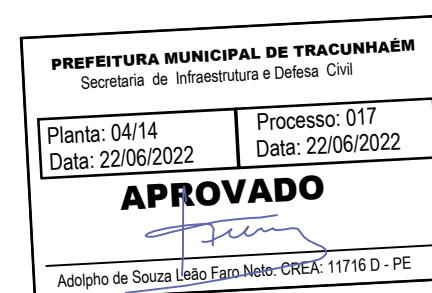 PREFEITURA MUNICIPAL DE TRACUNHAÉM
Secretaria de Infraestrutura e Defesa Civil
Planta: 04/14
Data: 22/06/2022
Processo: 017
Data: 22/06/2022
APROVADO
Adolpho de Souza Leão Faro Neto. CREA: 11716 D - PE